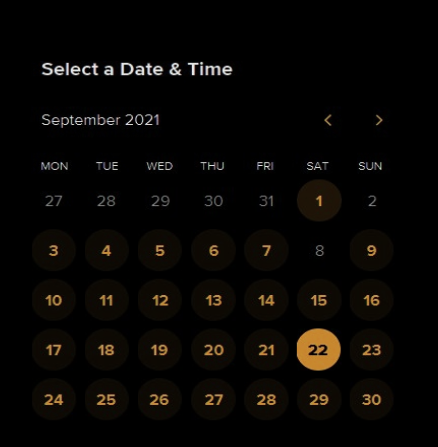 Select a Date & Time
September 2021 < >
MON TUE WED THU FRI SAT SUN
27 28 29 30 31 1 2
3 4 5 6 7 8 9
10 11 12 13 14 15 16
17 18 19 20 21 22 23
24 25 26 27 28 29 30